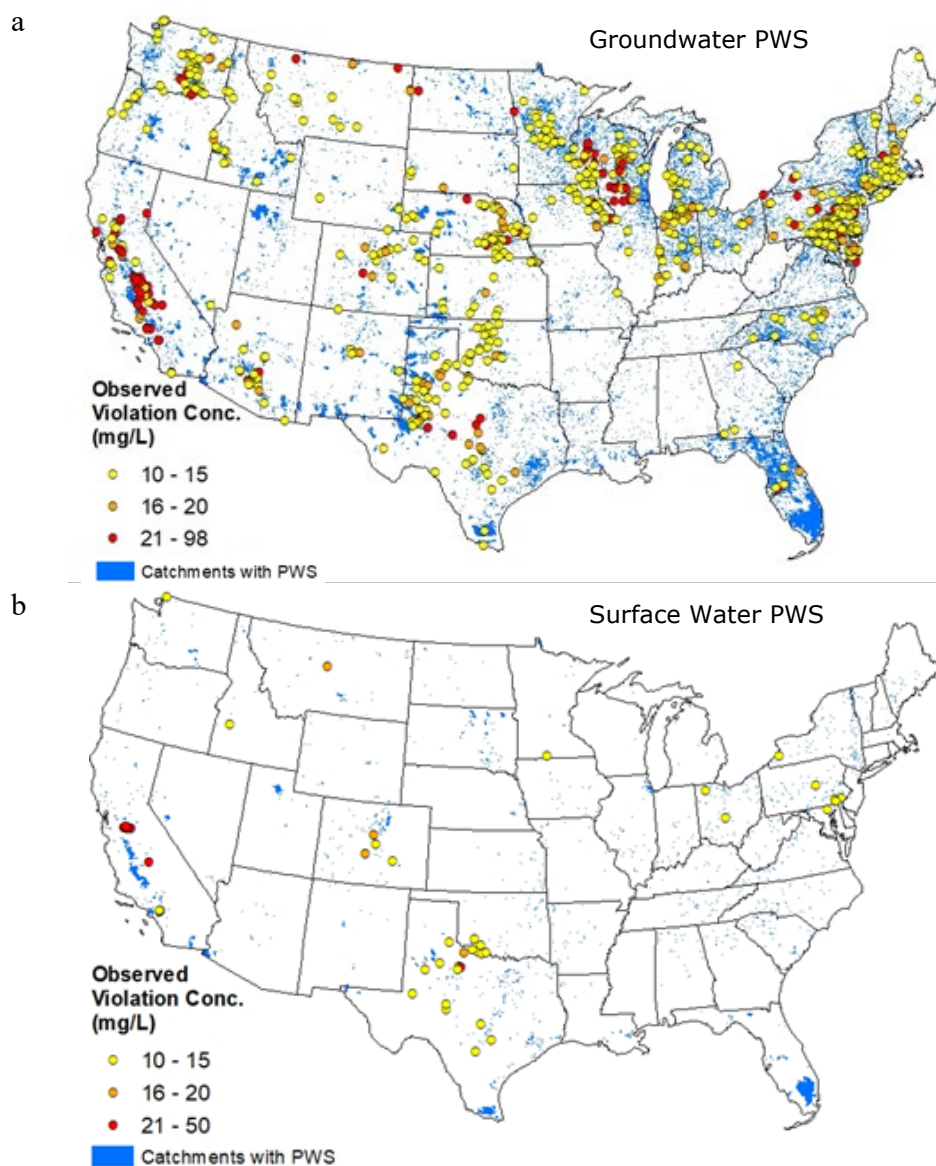 a
Groundwater PWS
Observed
Violation Conc.
(mg/L)
10 - 15
16 - 20
21 - 98
Catchments with PWS
b
Surface Water PWS
Observed
Violation Conc.
(mg/L)
10 - 15
16 - 20
21 - 50
Catchments with PWS